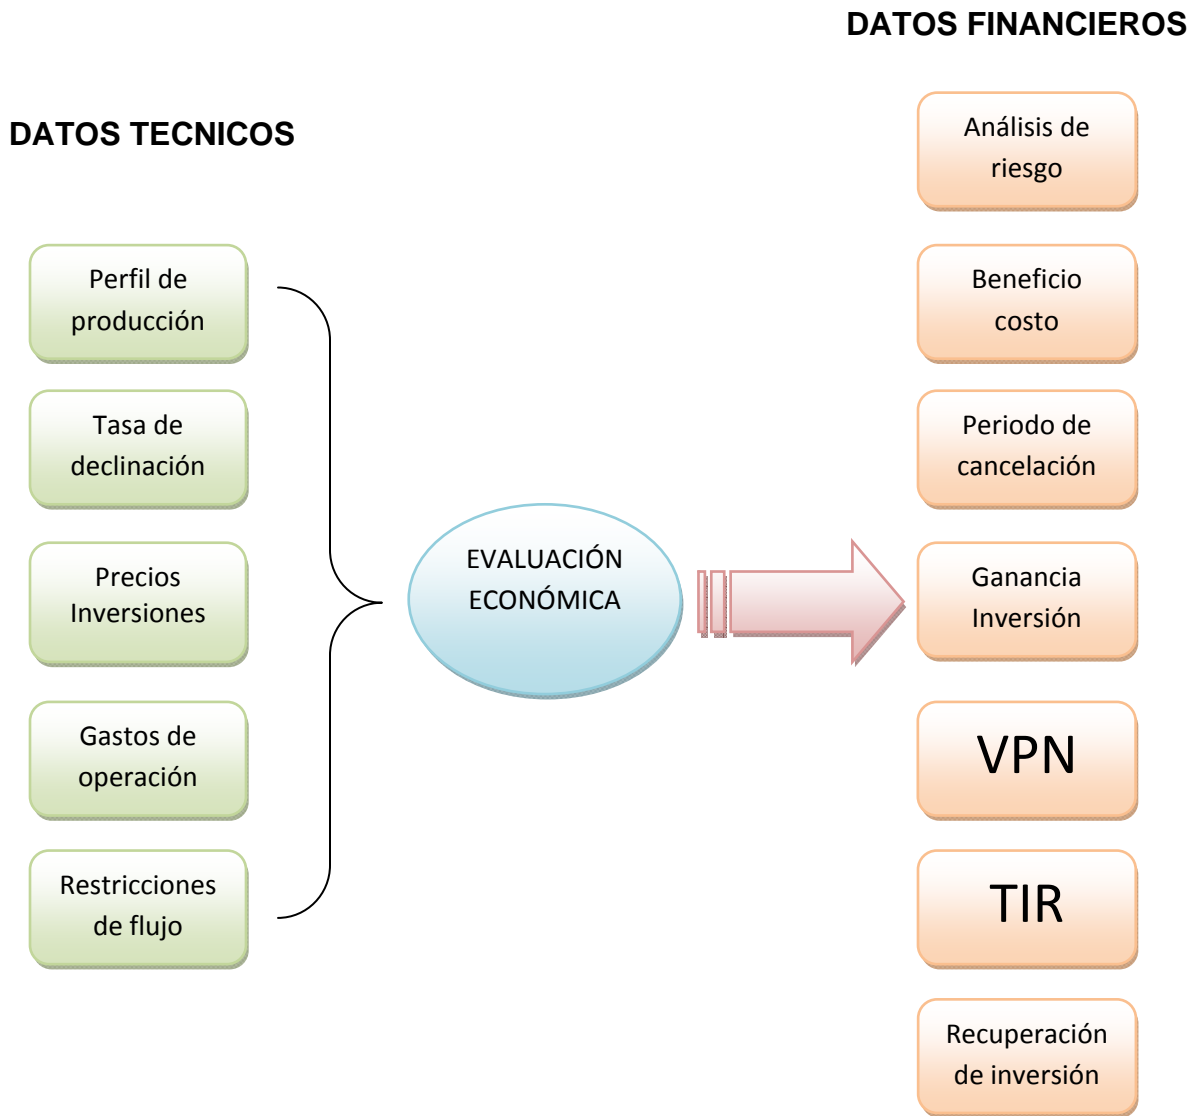 DATOS FINANCIEROS
DATOS TECNICOS
Perfil de
producción
Tasa de
declinación
Precios
Inversiones
Gastos de
operación
Restricciones
de flujo
EVALUACIÓN
ECONÓMICA
Análisis de
riesgo
Beneficio
costo
Periodo de
cancelación
Ganancia
Inversión
VPN
TIR
Recuperación
de inversión